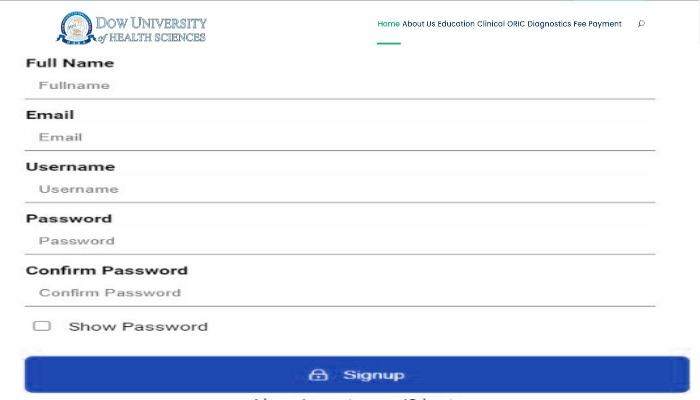 DOW UNIVERSITY
of HEALTH SCIENCES
Home About Us Education Clinical ORIC Diagnostics Fee Payment
Full Name
Fullname
Email
Email
Username
Username
Password
Password
Confirm Password
Confirm Password
Show Password
Signup